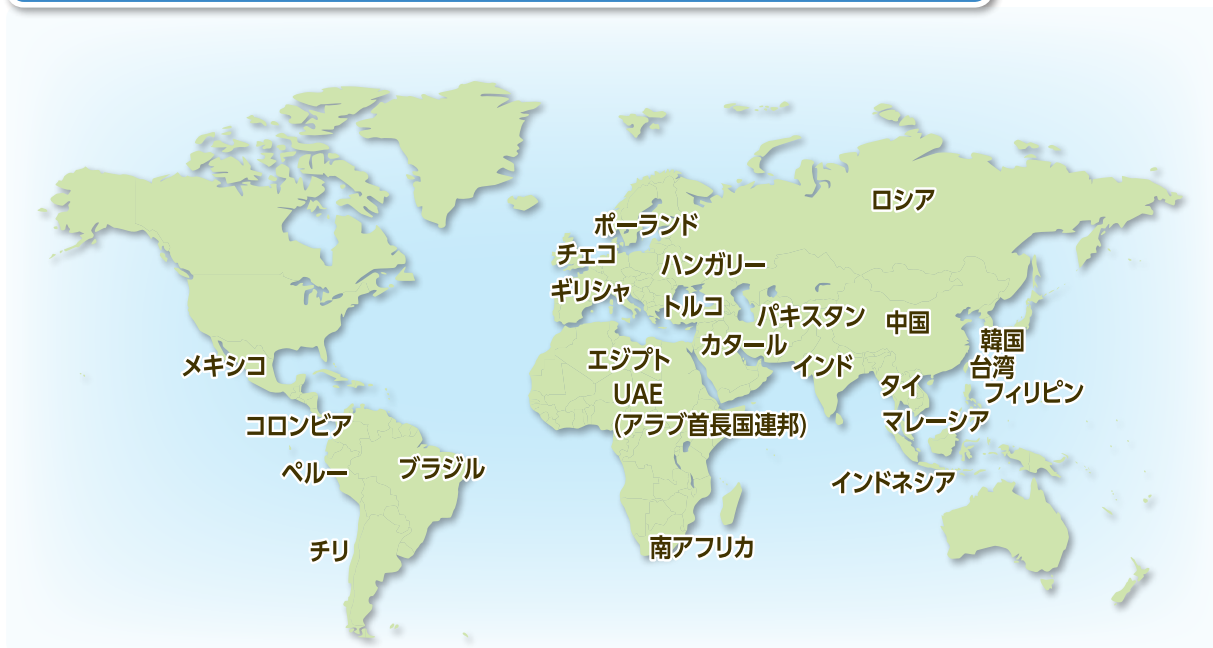 ロシア
ポーランド
チェコ
ハンガリー
ギリシャ
トルコ
パキスタン
中国
カタール
韓国
エジプト
インド
台湾
メキシコ
タイ
フィリピン
UAE
(アラブ首長国連邦)
マレーシア
コロンビア
ペルー
ブラジル
インドネシア
チリ
南アフリカ